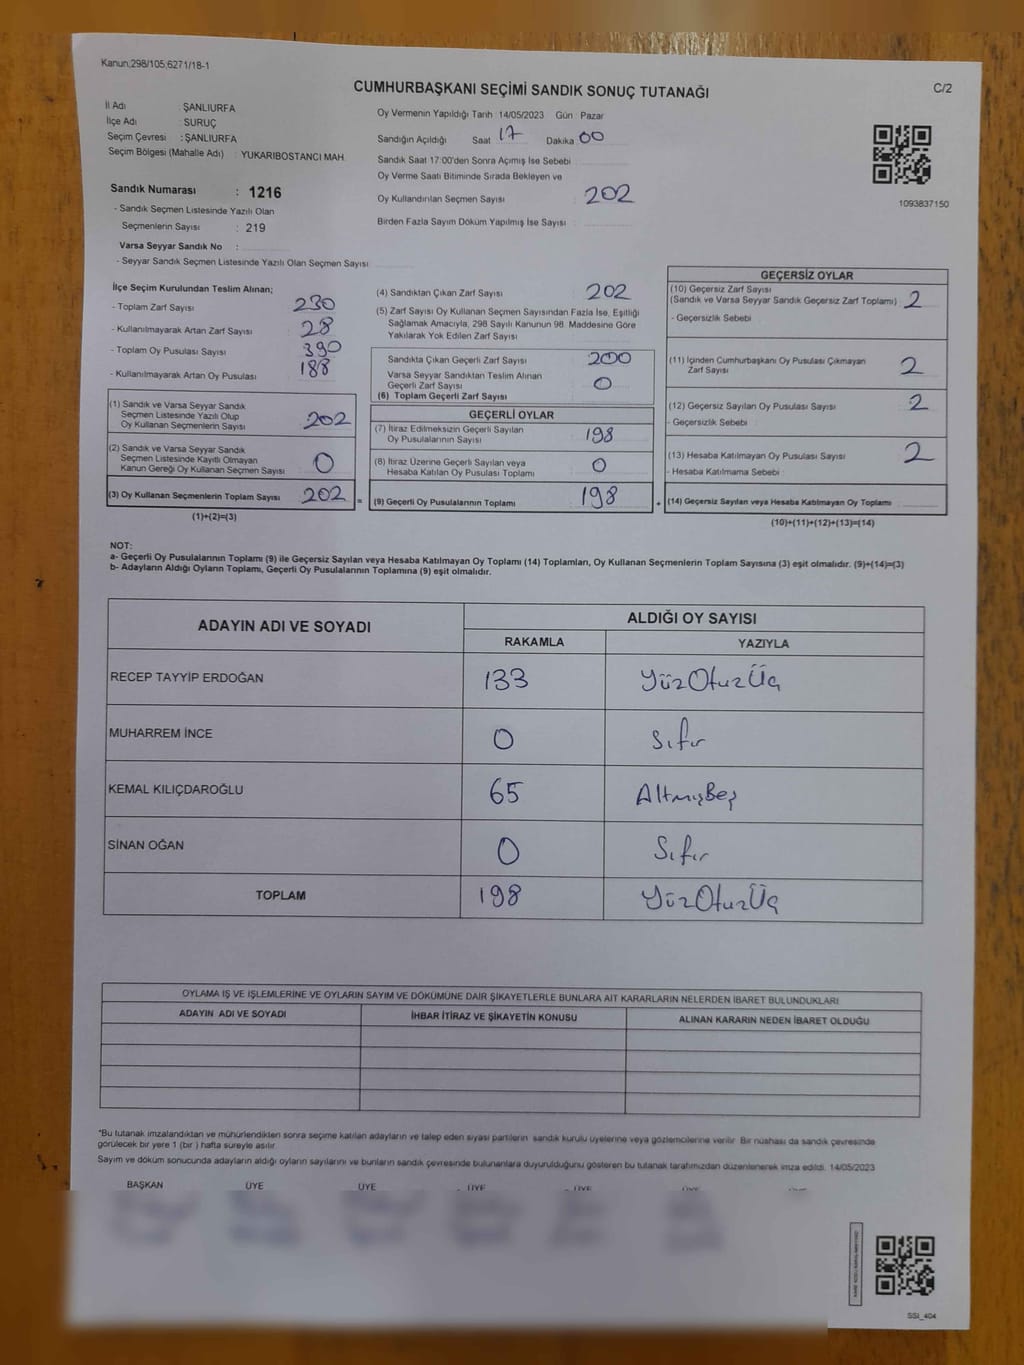 Kanun;298/105;6271/18-1
CUMHURBAŞKANI SEÇİMİ SANDIK SONUÇ TUTANAĞI
C/2
İl Adı : ŞANLIURFA
İlçe Adı : SURUÇ
Seçim Çevresi : ŞANLIURFA
Seçim Bölgesi (Mahalle Adı) : YUKARIBOSTANCI MAH.
Sandık Numarası : 1216
- Sandık Seçmen Listesinde Yazılı Olan
Seçmenlerin Sayısı : 219
Varsa Seyyar Sandık No :
- Seyyar Sandık Seçmen Listesinde Yazılı Olan Seçmen Sayısı
Oy Vermenin Yapıldığı Tarih : 14/05/2023 Gün : Pazar
Sandığın Açıldığı Saat 17 Dakika 00
Sandık Saat 17:00'den Sonra Açımış İse Sebebi
Oy Verme Saati Bitiminde Sırada Bekleyen ve
Oy Kullandırılan Seçmen Sayısı : 202
Birden Fazla Sayım Döküm Yapılmış İse Sayısı :
1093837150
İlçe Seçim Kurulundan Teslim Alınan;
- Toplam Zarf Sayısı 230
- Kullanılmayarak Artan Zarf Sayısı 28
- Toplam Oy Pusulası Sayısı 390
- Kullanılmayarak Artan Oy Pusulası 188
(1) Sandık ve Varsa Seyyar Sandık
Seçmen Listesinde Yazılı Olup
Oy Kullanan Seçmenlerin Sayısı 202
(2) Sandık ve Varsa Seyyar Sandık
Seçmen Listesinde Kayıtlı Olmayan
Kanun Gereği Oy Kullanan Seçmen Sayısı 0
(3) Oy Kullanan Seçmenlerin Toplam Sayısı 202 =
(1)+(2)=(3)
(4) Sandıktan Çıkan Zarf Sayısı 202
(5) Zarf Sayısı Oy Kullanan Seçmen Sayısından Fazla İse, Eşitliği
Sağlamak Amacıyla, 298 Sayılı Kanunun 98. Maddesine Göre
Yakılarak Yok Edilen Zarf Sayısı
Sandıkta Çıkan Geçerli Zarf Sayısı 200
Varsa Seyyar Sandıktan Teslim Alınan
Geçerli Zarf Sayısı 0
(6) Toplam Geçerli Zarf Sayısı
GEÇERLİ OYLAR
(7) İtiraz Edilmeksizin Geçerli Sayılan
Oy Pusulalarının Sayısı 198
(8) İtiraz Üzerine Geçerli Sayılan veya
Hesaba Katılan Oy Pusulası Toplamı 0
(9) Geçerli Oy Pusulalarının Toplamı 198 +
GEÇERSİZ OYLAR
(10) Geçersiz Zarf Sayısı
(Sandık ve Varsa Seyyar Sandık Geçersiz Zarf Toplamı) 2
- Geçersizlik Sebebi
(11) İçinden Cumhurbaşkanı Oy Pusulası Çıkmayan
Zarf Sayısı 2
(12) Geçersiz Sayılan Oy Pusulası Sayısı 2
- Geçersizlik Sebebi
(13) Hesaba Katılmayan Oy Pusulası Sayısı 2
- Hesaba Katılmama Sebebi
(14) Geçersiz Sayılan veya Hesaba Katılmayan Oy Toplamı
(10)+(11)+(12)+(13)=(14)
NOT:
a- Geçerli Oy Pusulalarının Toplamı (9) ile Geçersiz Sayılan veya Hesaba Katılmayan Oy Toplamı (14) Toplamları, Oy Kullanan Seçmenlerin Toplam Sayısına (3) eşit olmalıdır. (9)+(14)=(3)
b- Adayların Aldığı Oyların Toplamı, Geçerli Oy Pusulalarının Toplamına (9) eşit olmalıdır.
ADAYIN ADI VE SOYADI
ALDIĞI OY SAYISI
RAKAMLA YAZIYLA
RECEP TAYYİP ERDOĞAN 133 YüzOtuzÜç
MUHARREM İNCE 0 Sıfır
KEMAL KILIÇDAROĞLU 65 AltmışBeş
SİNAN OĞAN 0 Sıfır
TOPLAM 198 YüzOtuzÜç
OYLAMA İŞ VE İŞLEMLERİNE VE OYLARIN SAYIM VE DÖKÜMÜNE DAİR ŞİKAYETLERLE BUNLARA AİT KARARLARIN NELERDEN İBARET BULUNDUKLARI
ADAYIN ADI VE SOYADI İHBAR İTİRAZ VE ŞİKAYETİN KONUSU ALINAN KARARIN NEDEN İBARET OLDUĞU
*Bu tutanak imzalandıktan ve mühürlendikten sonra seçime katılan adayların ve talep eden siyasi partilerin sandık kurulu üyelerine veya gözlemcilerine verilir. Bir nüshası da sandık çevresinde
görülecek bir yere 1 (bir) hafta süreyle asılır.
Sayım ve döküm sonucunda adayların aldığı oyların sayılarını ve bunların sandık çevresinde bulunanlara duyurulduğunu gösteren bu tutanak tarafımızdan düzenlenerek imza edildi. 14/05/2023
BAŞKAN ÜYE ÜYE ÜYE ÜYE ÜYE
SSI_404